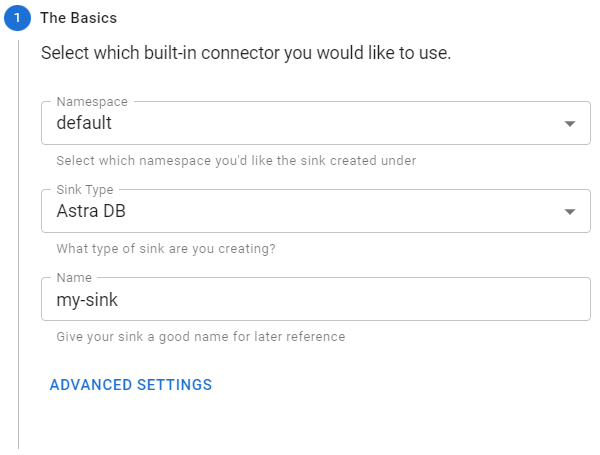 1 The Basics
Select which built-in connector you would like to use.
Namespace
default
Select which namespace you'd like the sink created under
Sink Type
Astra DB
What type of sink are you creating?
Name
my-sink
Give your sink a good name for later reference
ADVANCED SETTINGS